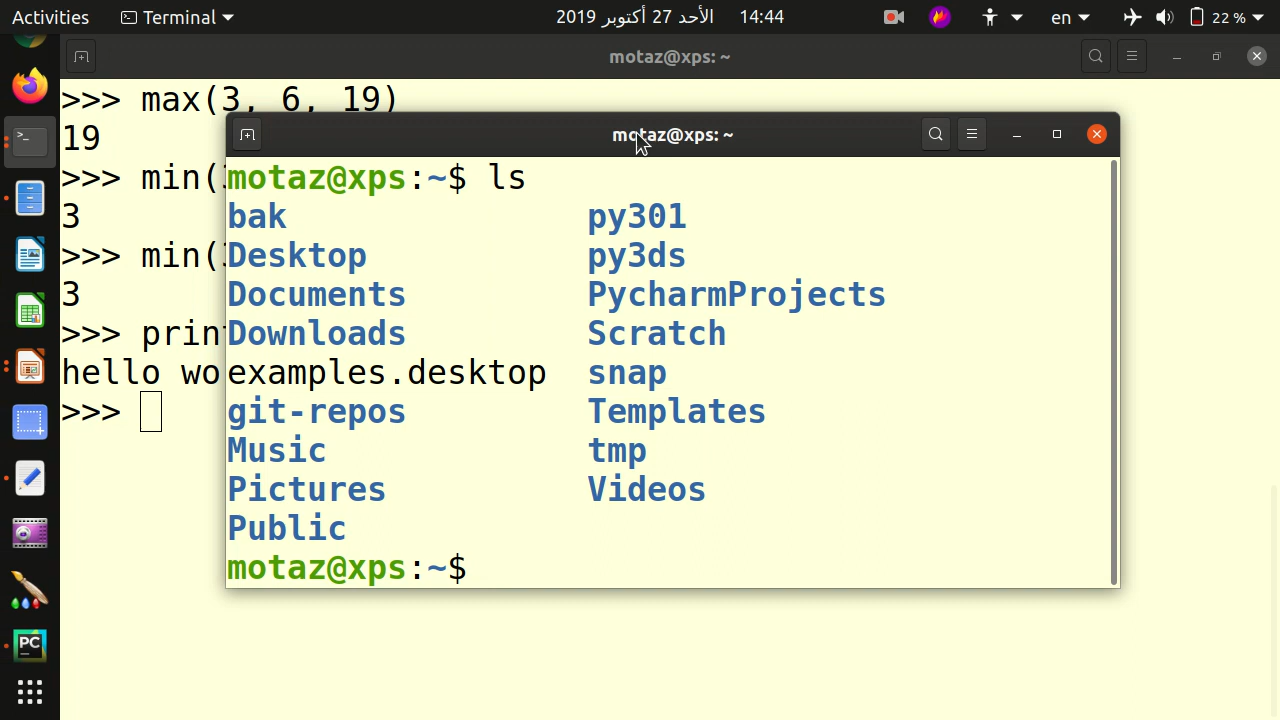 Activities Terminal الأحد 27 أكتوبر 2019 14:44 en 22 %
motaz@xps: ~
>>> max(3, 6, 19)
19
>>> min(
3
>>> min(
3
>>> prin
hello wo
>>>
motaz@xps: ~
motaz@xps:~$ ls
bak py301
Desktop py3ds
Documents PycharmProjects
Downloads Scratch
examples.desktop snap
git-repos Templates
Music tmp
Pictures Videos
Public
motaz@xps:~$
PC